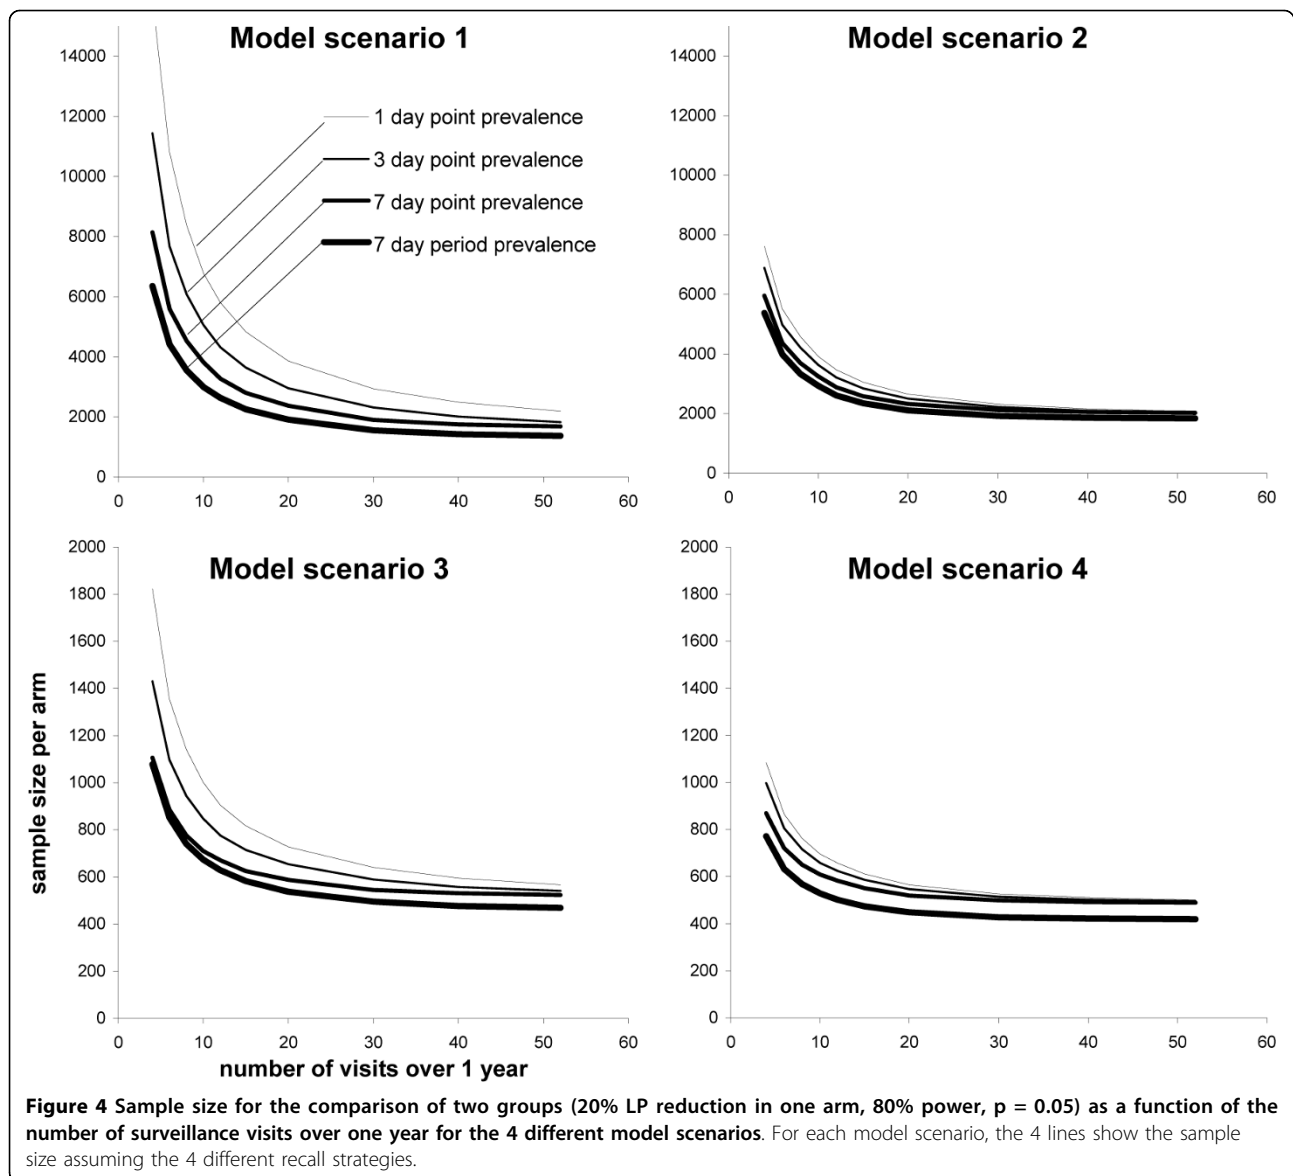 Model scenario 1
14000
12000
10000
8000
6000
4000
2000
0
0 10 20 30 40 50 60
1 day point prevalence
3 day point prevalence
7 day point prevalence
7 day period prevalence
Model scenario 2
14000
12000
10000
8000
6000
4000
2000
0
0 10 20 30 40 50 60
Model scenario 3
2000
1800
1600
1400
1200
1000
800
600
400
200
0
0 10 20 30 40 50 60
sample size per arm
number of visits over 1 year
Model scenario 4
2000
1800
1600
1400
1200
1000
800
600
400
200
0
0 10 20 30 40 50 60
Figure 4 Sample size for the comparison of two groups (20% LP reduction in one arm, 80% power, p = 0.05) as a function of the
number of surveillance visits over one year for the 4 different model scenarios. For each model scenario, the 4 lines show the sample
size assuming the 4 different recall strategies.